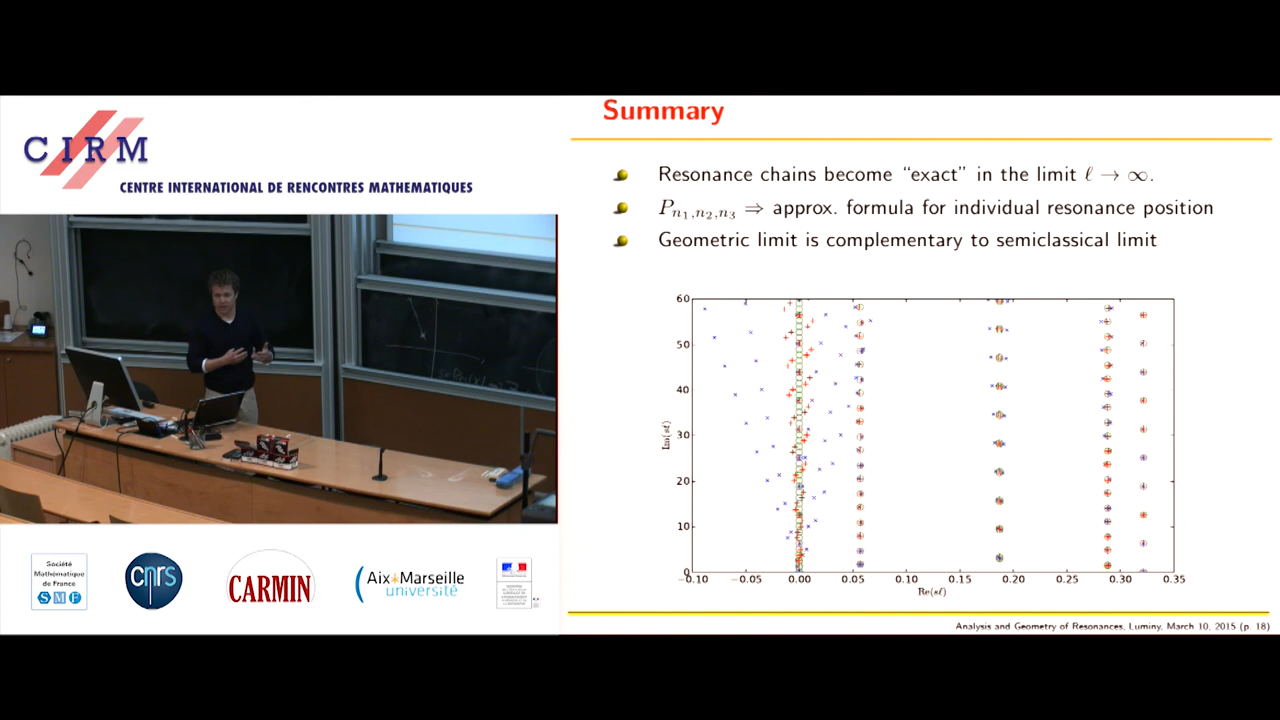 CIRM
CENTRE INTERNATIONAL DE RENCONTRES MATHEMATIQUES
Société
Mathématique
de France
SMF
cnrs
CARMIN
Aix*Marseille
université
Summary
Resonance chains become “exact” in the limit ℓ → ∞.
P_{n_1,n_2,n_3} ⇒ approx. formula for individual resonance position
Geometric limit is complementary to semiclassical limit
60
50
40
30
20
10
0
Im(sℓ)
−0.10 −0.05 0.00 0.05 0.10 0.15 0.20 0.25 0.30 0.35
Re(sℓ)
Analysis and Geometry of Resonances, Luminy, March 10, 2015 (p. 18)